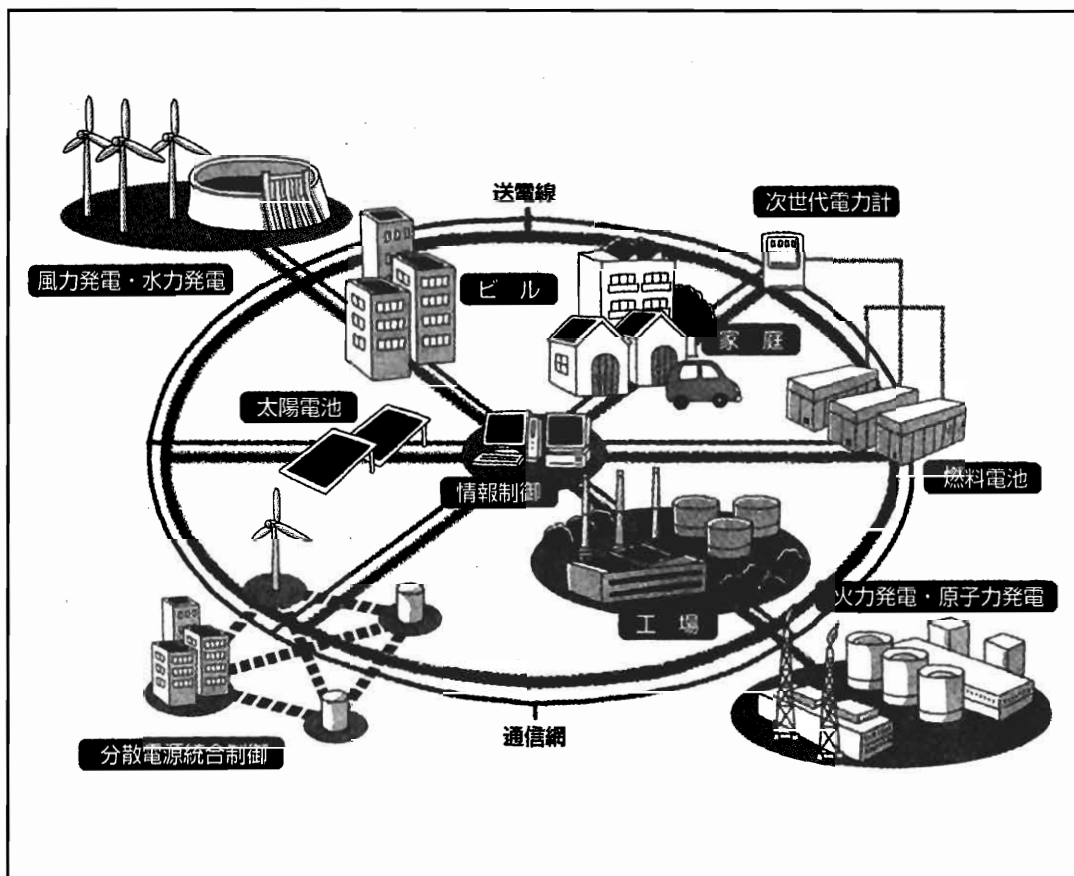 送電線
次世代電力計
風力発電・水力発電
ビル
家庭
太陽電池
情報制御
燃料電池
火力発電・原子力発電
工場
通信網
分散電源統合制御